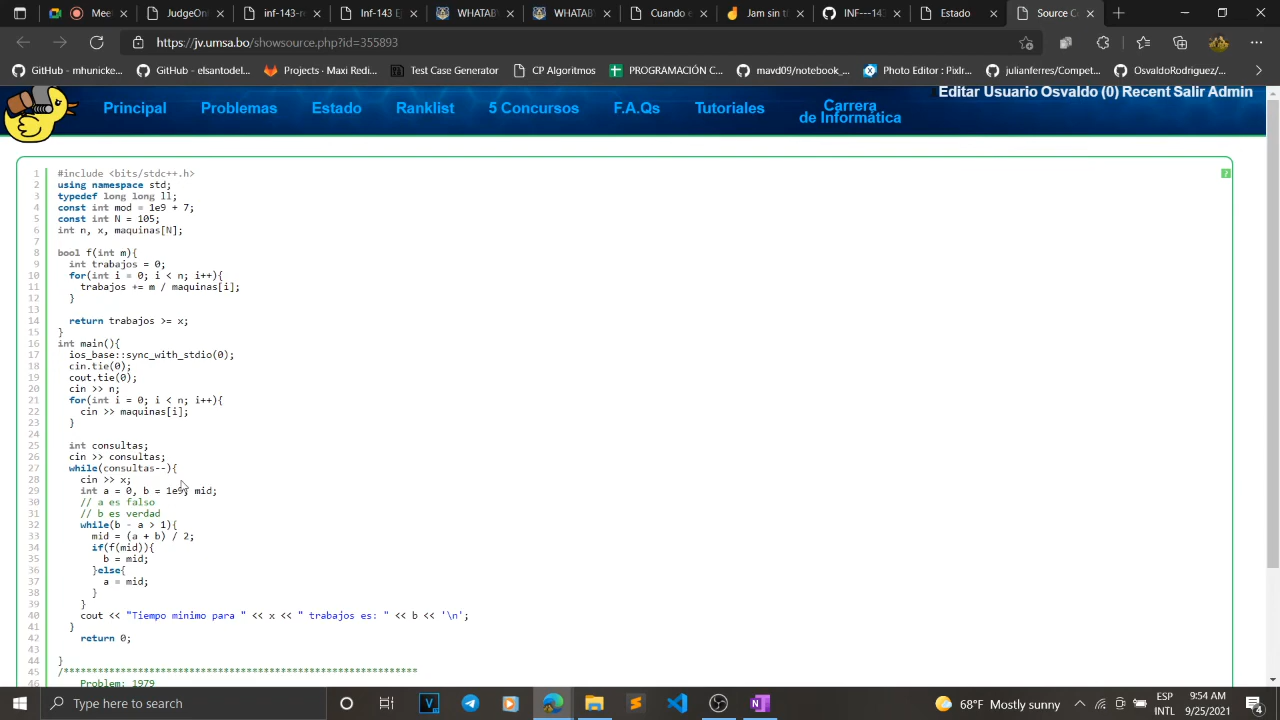 Mee
JudgeOnl
inf-143-re
Inf-143 E
WHATAB
WHATAB
Cuando e
Jam sin t
INF---143
Estado
Source C
https://jv.umsa.bo/showsource.php?id=355893
GitHub - mhunicke...
GitHub - elsantodel...
Projects · Maxi Redi...
Test Case Generator
CP Algoritmos
PROGRAMACIÓN C...
mavd09/notebook_...
Photo Editor : Pixlr...
julianferres/Compet...
OsvaldoRodriguez/...
Editar Usuario Osvaldo (0) Recent Salir Admin
Principal
Problemas
Estado
Ranklist
5 Concursos
F.A.Qs
Tutoriales
Carrera
de Informática
1 #include <bits/stdc++.h>
2 using namespace std;
3 typedef long long ll;
4 const int mod = 1e9 + 7;
5 const int N = 105;
6 int n, x, maquinas[N];
7
8 bool f(int m){
9 int trabajos = 0;
10 for(int i = 0; i < n; i++){
11 trabajos += m / maquinas[i];
12 }
13
14 return trabajos >= x;
15 }
16 int main(){
17 ios_base::sync_with_stdio(0);
18 cin.tie(0);
19 cout.tie(0);
20 cin >> n;
21 for(int i = 0; i < n; i++){
22 cin >> maquinas[i];
23 }
24
25 int consultas;
26 cin >> consultas;
27 while(consultas--){
28 cin >> x;
29 int a = 0, b = 1e9, mid;
30 // a es falso
31 // b es verdad
32 while(b - a > 1){
33 mid = (a + b) / 2;
34 if(f(mid)){
35 b = mid;
36 }else{
37 a = mid;
38 }
39 }
40 cout << "Tiempo minimo para " << x << " trabajos es: " << b << '\n';
41 }
42 return 0;
43
44 }
45 /**************************************************************
46 Problem: 1979
Type here to search
68°F Mostly sunny
ESP
INTL
9:54 AM
9/25/2021
4